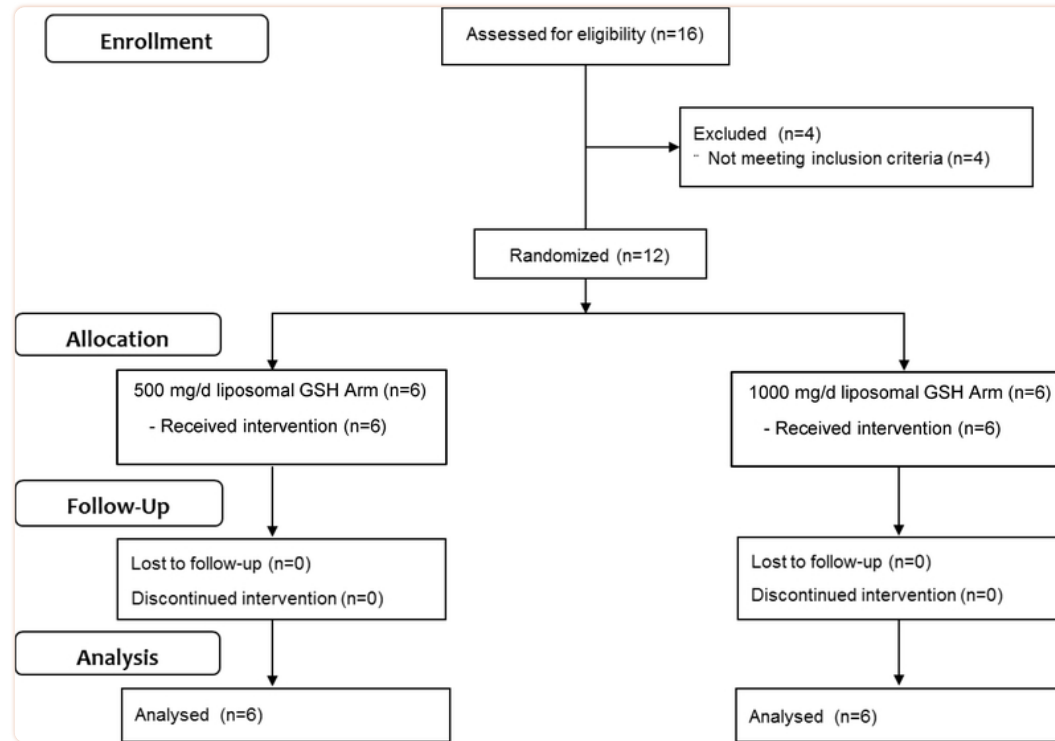 Enrollment
Assessed for eligibility (n=16)
Excluded (n=4)
¨ Not meeting inclusion criteria (n=4)
Randomized (n=12)
Allocation
500 mg/d liposomal GSH Arm (n=6)
- Received intervention (n=6)
1000 mg/d liposomal GSH Arm (n=6)
- Received intervention (n=6)
Follow-Up
Lost to follow-up (n=0)
Discontinued intervention (n=0)
Lost to follow-up (n=0)
Discontinued intervention (n=0)
Analysis
Analysed (n=6)
Analysed (n=6)